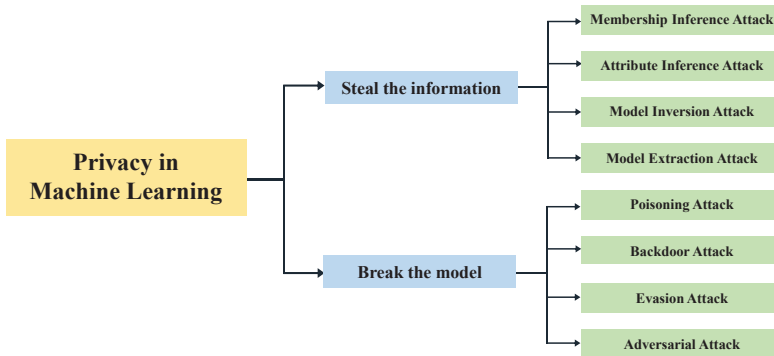 Privacy in
Machine Learning
Steal the information
Membership Inference Attack
Attribute Inference Attack
Model Inversion Attack
Model Extraction Attack
Break the model
Poisoning Attack
Backdoor Attack
Evasion Attack
Adversarial Attack